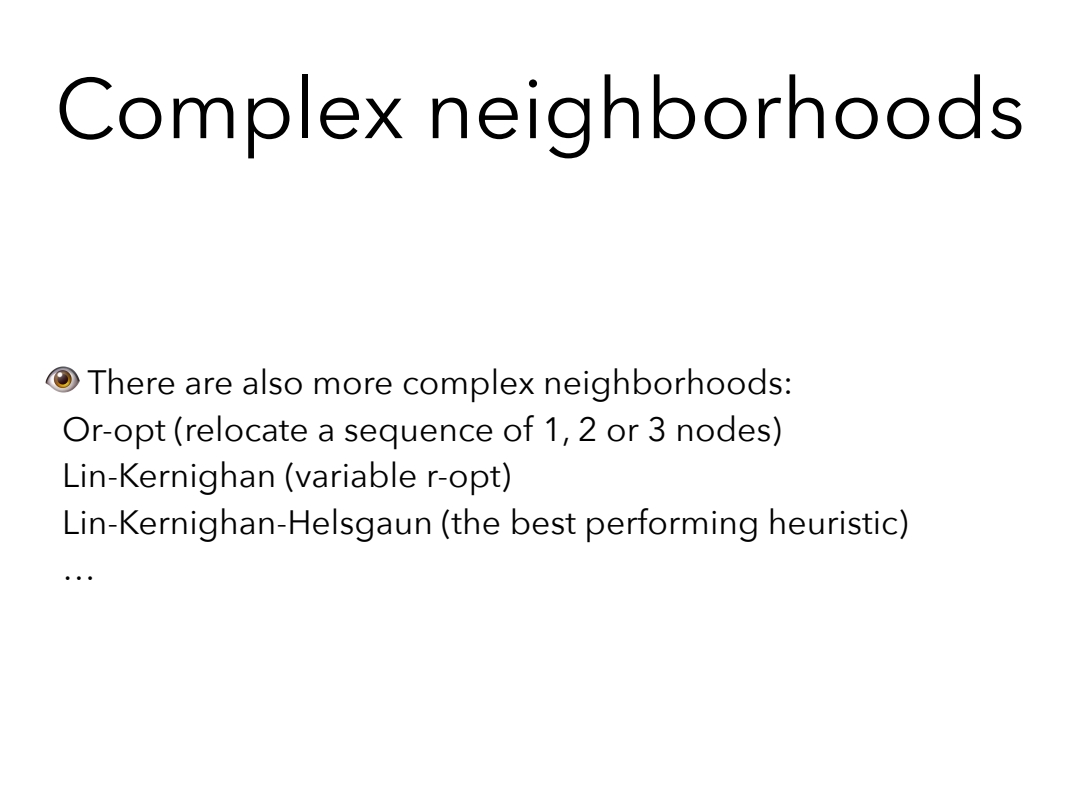 Complex neighborhoods
👁 There are also more complex neighborhoods:
Or-opt (relocate a sequence of 1, 2 or 3 nodes)
Lin-Kernighan (variable r-opt)
Lin-Kernighan-Helsgaun (the best performing heuristic)
…